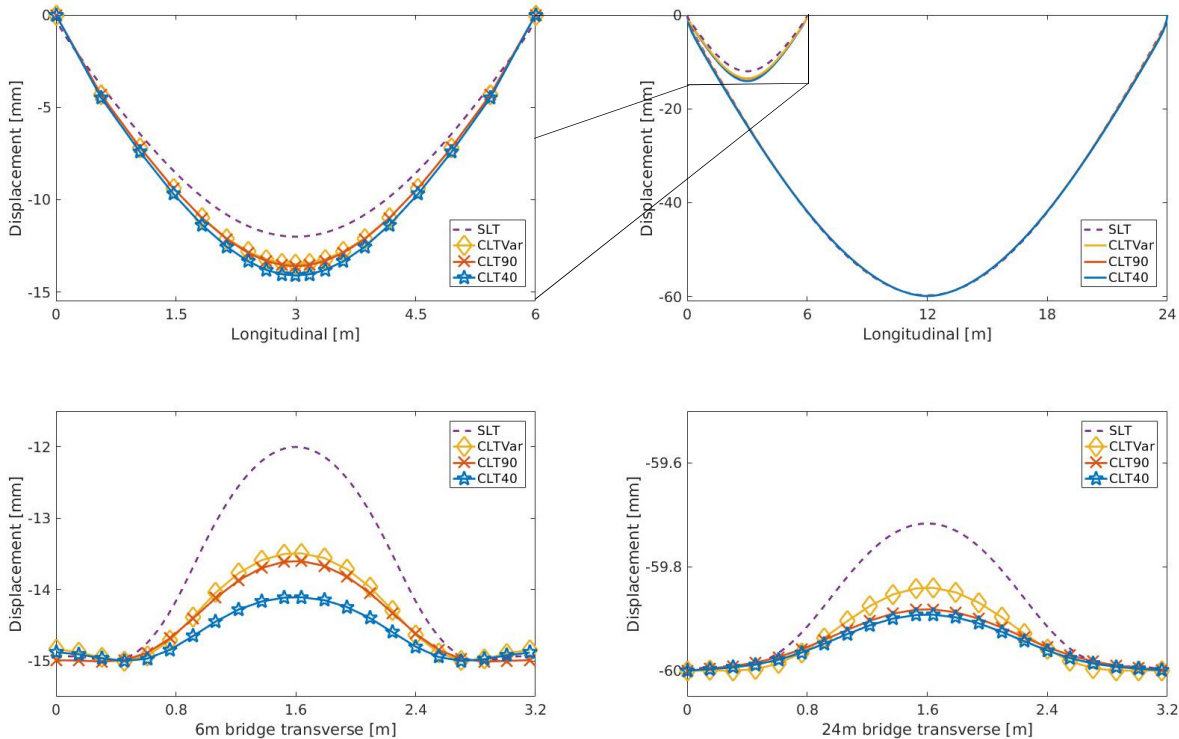 0
-5
-10
-15
Displacement [mm]
0 1.5 3 4.5 6
Longitudinal [m]
SLT
CLTVar
CLT90
CLT40
0
-20
-40
-60
Displacement [mm]
0 6 12 18 24
Longitudinal [m]
SLT
CLTVar
CLT90
CLT40
-12
-13
-14
-15
Displacement [mm]
0 0.8 1.6 2.4 3.2
6m bridge transverse [m]
SLT
CLTVar
CLT90
CLT40
-59.6
-59.8
-60
Displacement [mm]
0 0.8 1.6 2.4 3.2
24m bridge transverse [m]
SLT
CLTVar
CLT90
CLT40